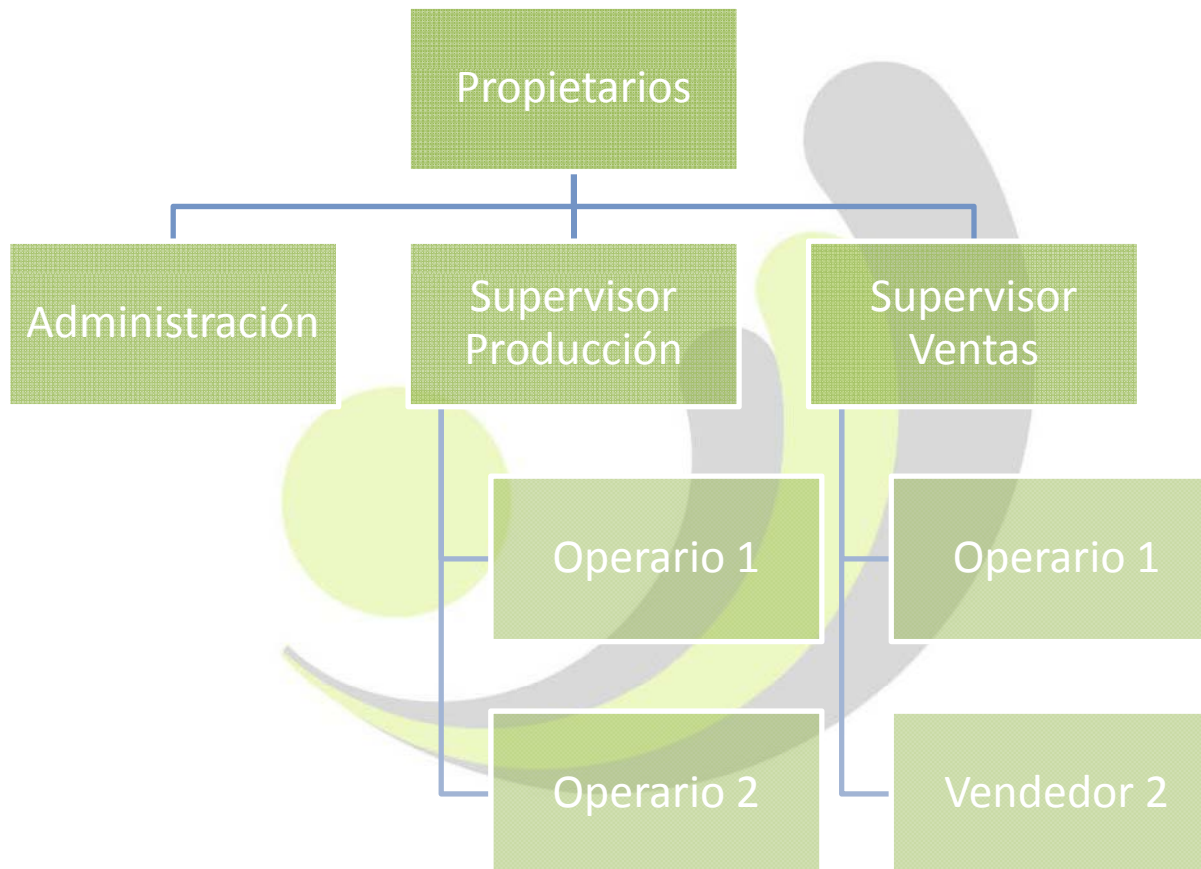 Propietarios
Administración
Supervisor
Producción
Supervisor
Ventas
Operario 1
Operario 1
Operario 2
Vendedor 2